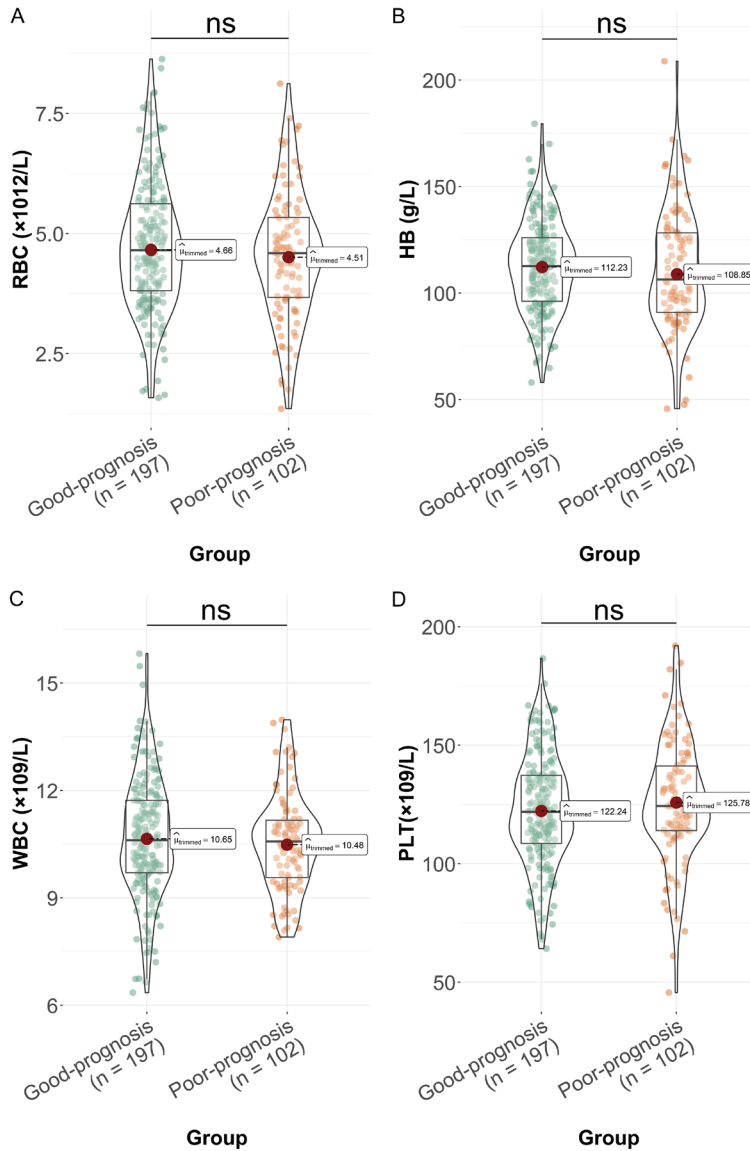 A
ns
RBC (×1012/L)
7.5
5.0
2.5
μ̂trimmed = 4.66
μ̂trimmed = 4.51
Good-prognosis
(n = 197)
Poor-prognosis
(n = 102)
Group
B
ns
HB (g/L)
200
150
100
50
μ̂trimmed = 112.23
μ̂trimmed = 108.85
Good-prognosis
(n = 197)
Poor-prognosis
(n = 102)
Group
C
ns
WBC (×109/L)
15
12
9
6
μ̂trimmed = 10.65
μ̂trimmed = 10.48
Good-prognosis
(n = 197)
Poor-prognosis
(n = 102)
Group
D
ns
PLT(×109/L)
200
150
100
50
μ̂trimmed = 122.24
μ̂trimmed = 125.78
Good-prognosis
(n = 197)
Poor-prognosis
(n = 102)
Group